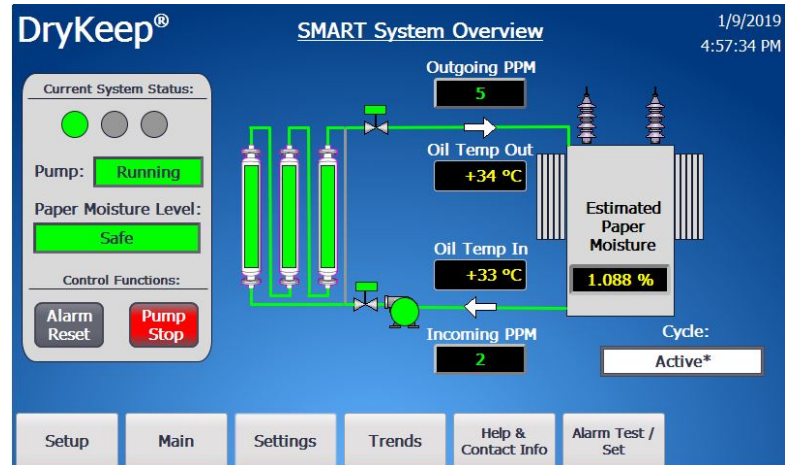 DryKeep®
SMART System Overview
1/9/2019
4:57:34 PM
Current System Status:
Pump:
Running
Paper Moisture Level:
Safe
Control Functions:
Alarm
Reset
Pump
Stop
Outgoing PPM
5
Oil Temp Out
+34 ºC
Oil Temp In
+33 ºC
Incoming PPM
2
Estimated
Paper
Moisture
1.088 %
Cycle:
Active*
Setup
Main
Settings
Trends
Help &
Contact Info
Alarm Test /
Set